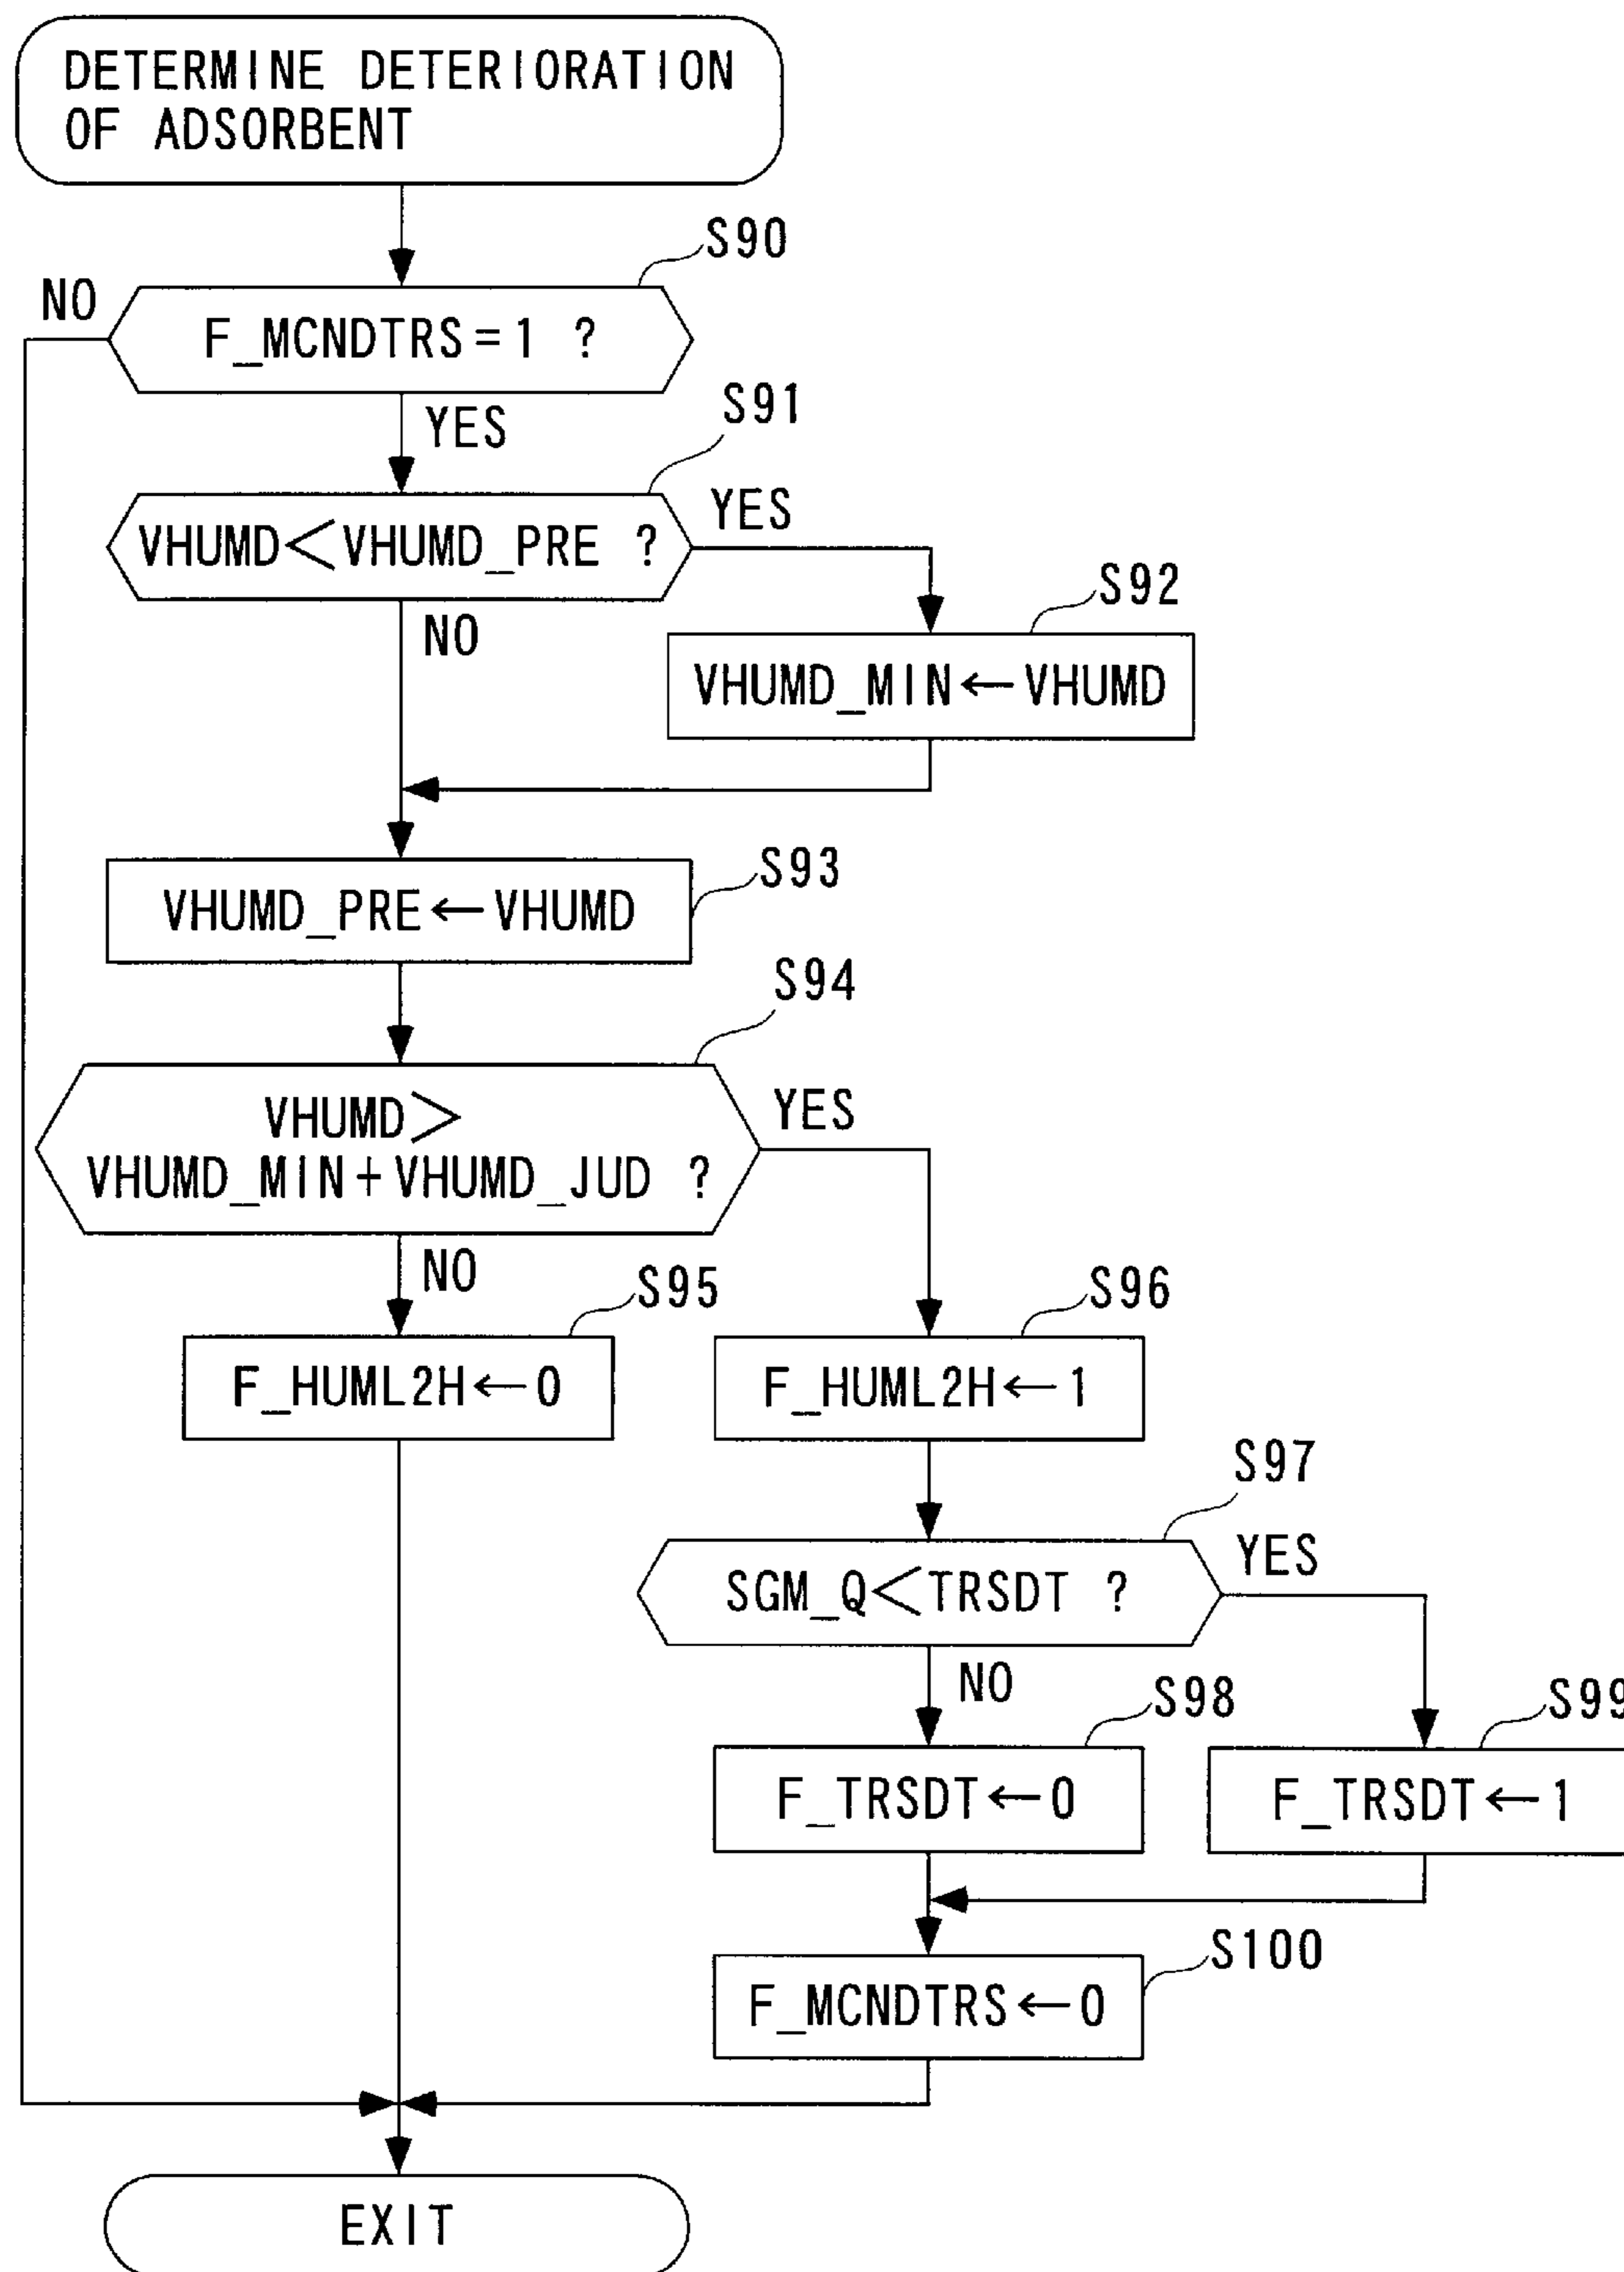 DETERMINE DETERIORATION
OF ADSORBENT
S90
NO
F_MCNDTRS=1 ?
YES
S91
VHUMD<VHUMD_PRE ?
YES
NO
S92
VHUMD_MIN←VHUMD
S93
VHUMD_PRE←VHUMD
S94
VHUMD>
VHUMD_MIN+VHUMD_JUD ?
YES
NO
S95
S96
F_HUML2H←0
F_HUML2H←1
S97
SGM_Q<TRSDT ?
YES
NO
S98
S99
F_TRSDT←0
F_TRSDT←1
S100
F_MCNDTRS←0
EXIT